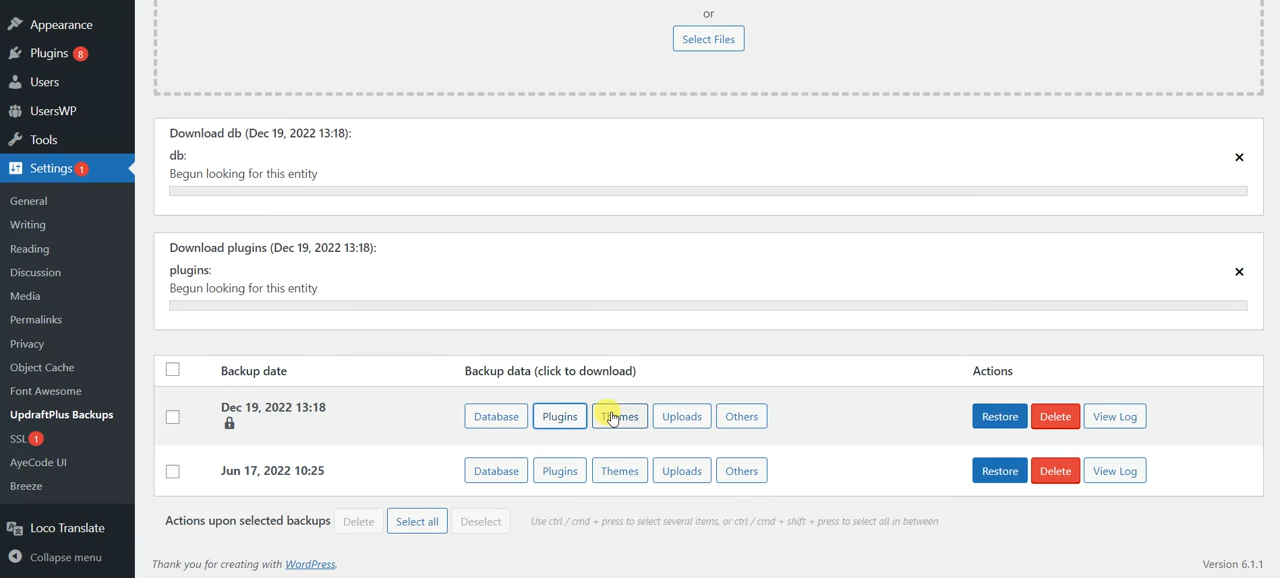 Appearance
Plugins 8
Users
UsersWP
Tools
Settings 1
General
Writing
Reading
Discussion
Media
Permalinks
Privacy
Object Cache
Font Awesome
UpdraftPlus Backups
SSL 1
AyeCode UI
Breeze
Loco Translate
Collapse menu
or
Select Files
Download db (Dec 19, 2022 13:18):
db:
Begun looking for this entity
Download plugins (Dec 19, 2022 13:18):
plugins:
Begun looking for this entity
Backup date Backup data (click to download) Actions
Dec 19, 2022 13:18 Database Plugins Themes Uploads Others Restore Delete View Log
Jun 17, 2022 10:25 Database Plugins Themes Uploads Others Restore Delete View Log
Actions upon selected backups Delete Select all Deselect Use ctrl / cmd + press to select several items, or ctrl / cmd + shift + press to select all in between
Thank you for creating with WordPress. Version 6.1.1